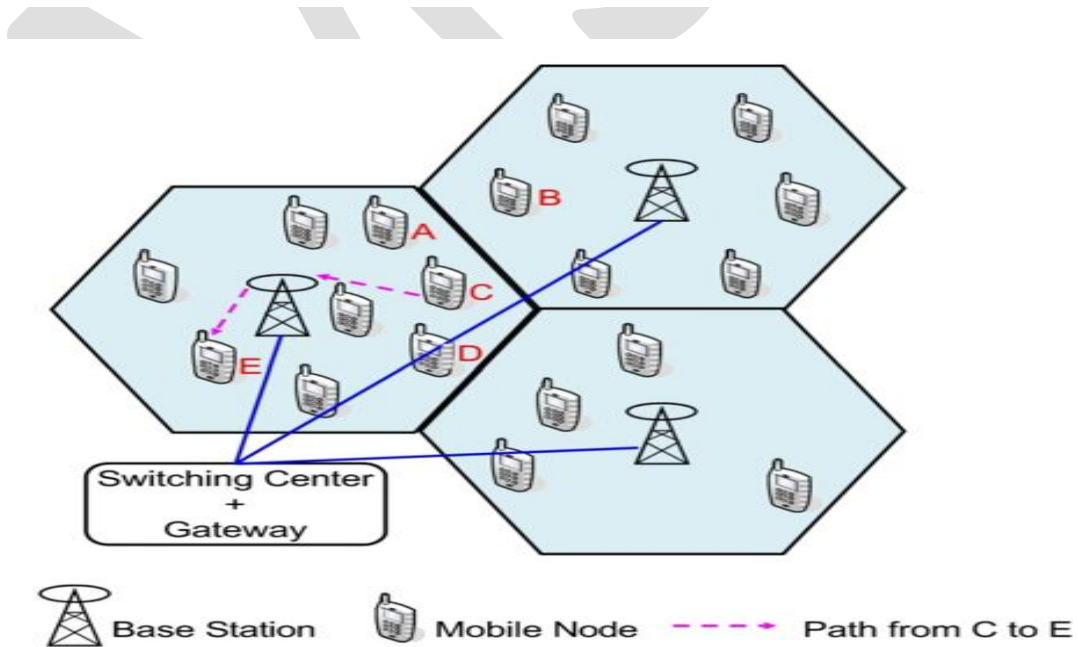 B
A
C
D
E
Switching Center
+
Gateway
Base Station
Mobile Node
Path from C to E